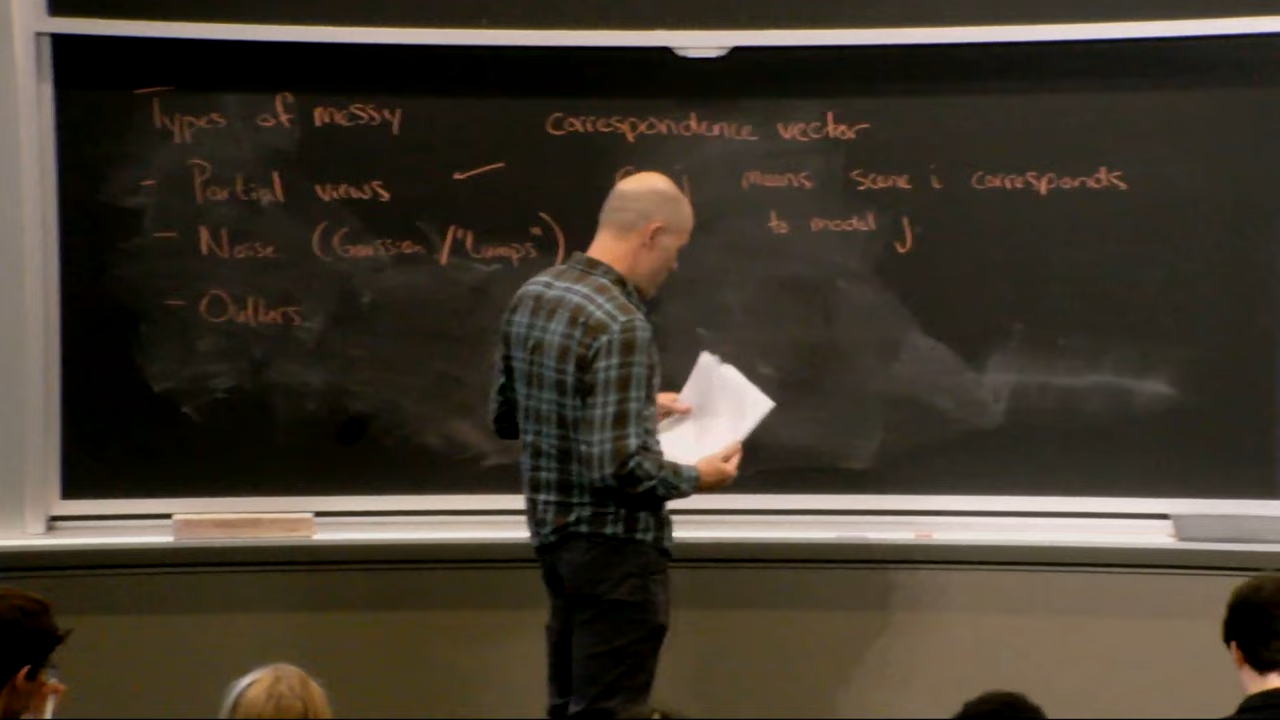 Types of messy
- Partial views ✓
- Noise (Gaussian/"Lumps")
- Outliers
correspondence vector
means scene i corresponds
to model j